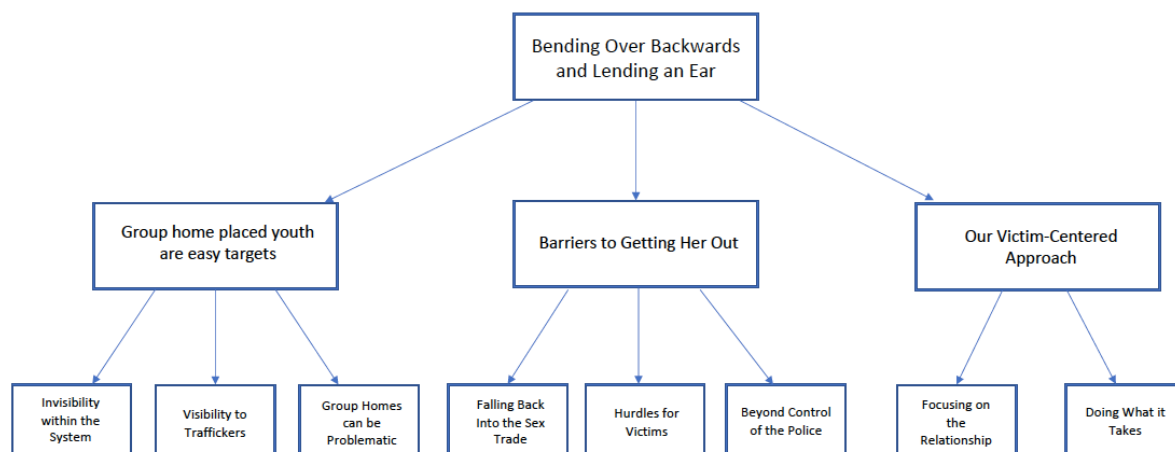 Bending Over Backwards
and Lending an Ear
Group home placed youth
are easy targets
Barriers to Getting Her Out
Our Victim-Centered
Approach
Invisibility
within the
System
Visibility to
Traffickers
Group Homes
can be
Problematic
Falling Back
Into the Sex
Trade
Hurdles for
Victims
Beyond Control
of the Police
Focusing on
the
Relationship
Doing What it
Takes